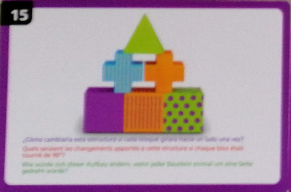 15
¿Cómo cambiaría esta estructura si cada bloque girara hacia un lado una vez?
Quels seraient les changements apportés à cette structure si chaque bloc était
tourné de 90°?
Wie würde sich dieser Aufbau ändern, wenn jeder Baustein einmal um eine Seite
gedreht würde?